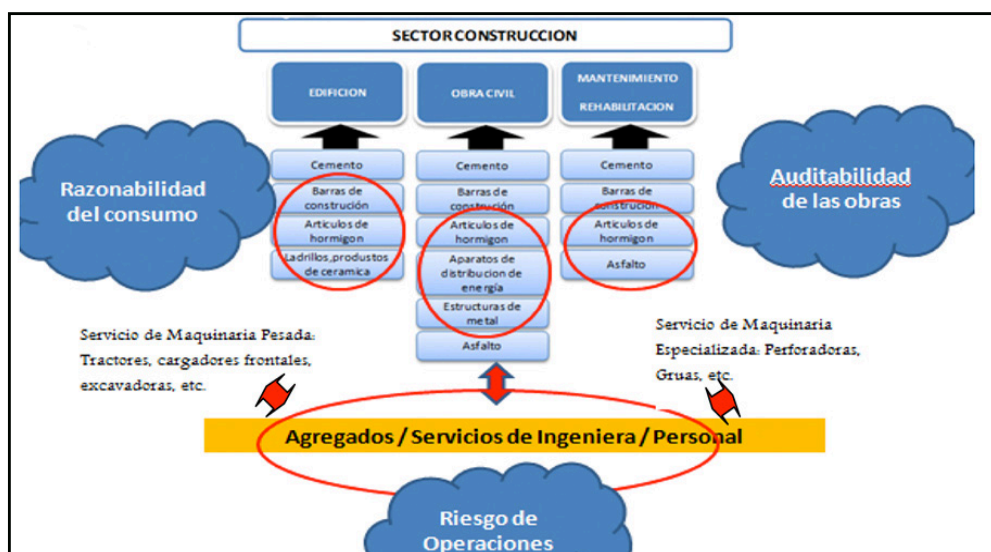 SECTOR CONSTRUCCION
EDIFICION
OBRA CIVIL
MANTENIMIENTO
REHABILITACION
Razonabilidad
del consumo
Cemento
Barras de
construción
Articulos de
hormigon
Ladrillos,produstos
de ceramica
Cemento
Barras de
construción
Articulos de
hormigon
Aparatos de
distribucion de
energía
Estructuras de
metal
Asfalto
Cemento
Barras de
construción
Articulos de
hormigon
Asfalto
Auditabilidad
de las obras
Servicio de Maquinaria Pesada:
Tractores, cargadores frontales,
excavadoras, etc.
Servicio de Maquinaria
Especializada: Perforadoras,
Gruas, etc.
Agregados / Servicios de Ingeniera / Personal
Riesgo de
Operaciones